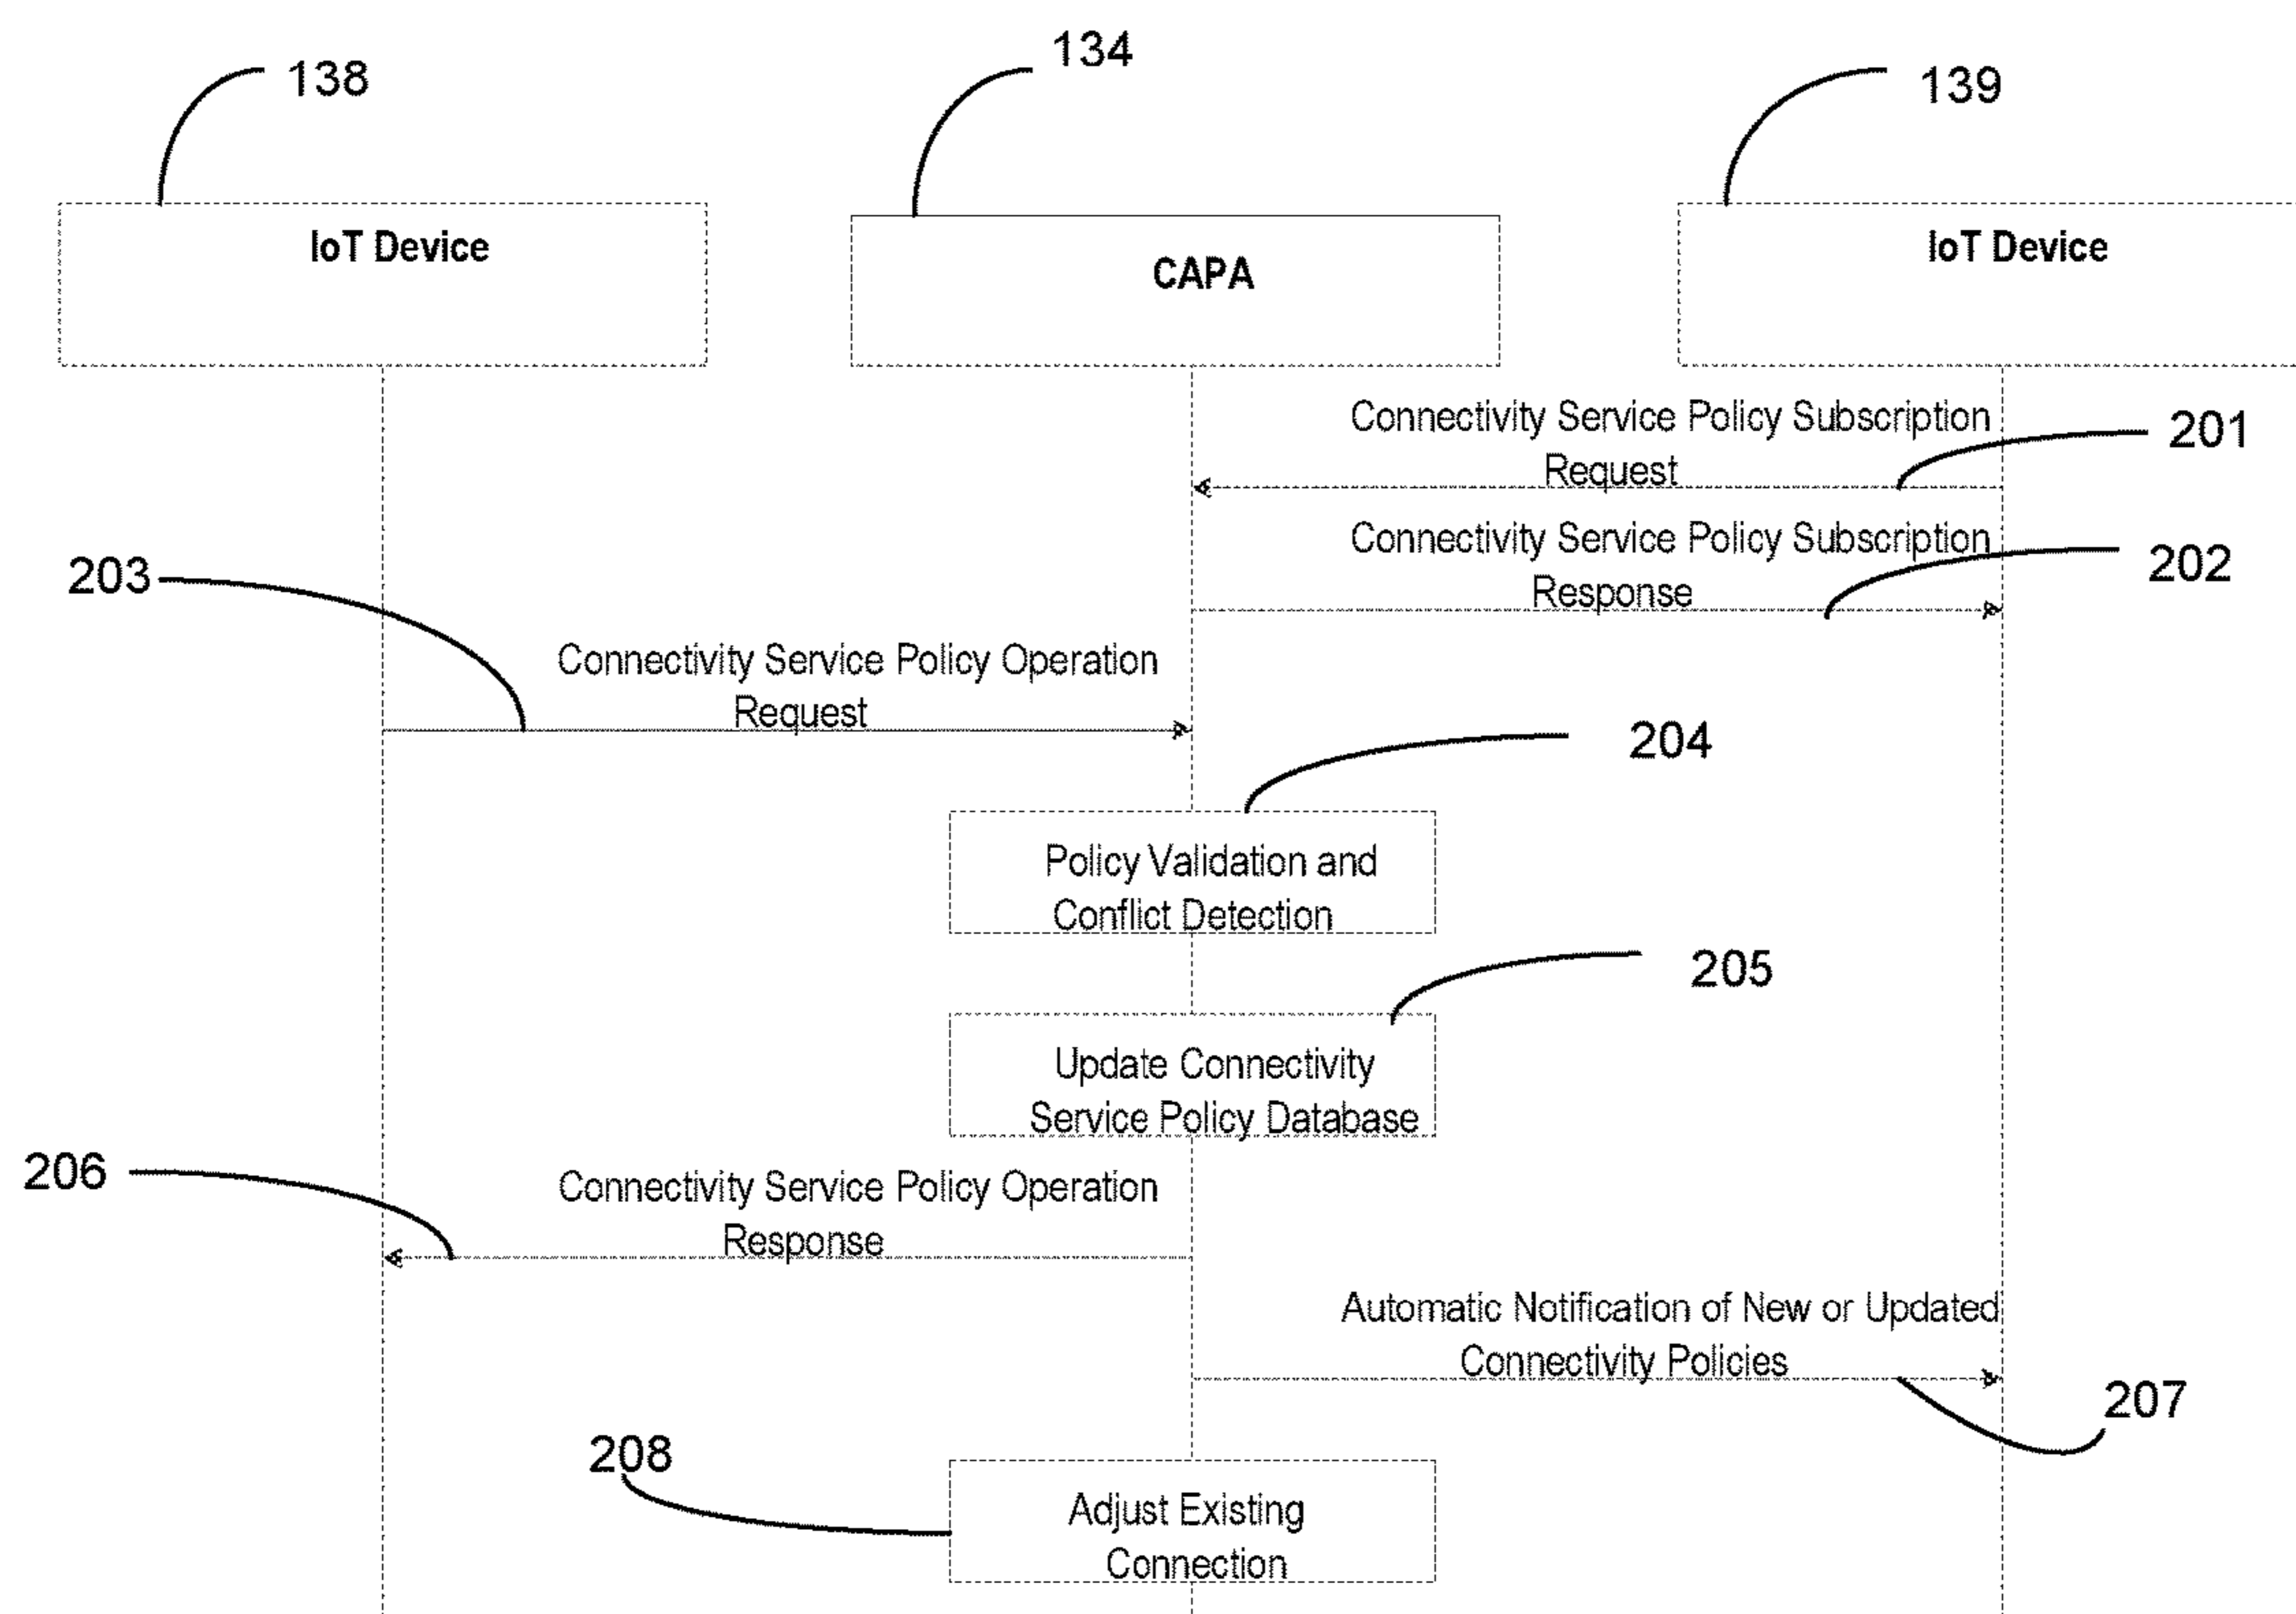 138
134
139
IoT Device
CAPA
IoT Device
Connectivity Service Policy Subscription
Request
201
Connectivity Service Policy Subscription
Response
202
203
Connectivity Service Policy Operation
Request
204
Policy Validation and
Conflict Detection
205
Update Connectivity
Service Policy Database
206
Connectivity Service Policy Operation
Response
Automatic Notification of New or Updated
Connectivity Policies
207
208
Adjust Existing
Connection